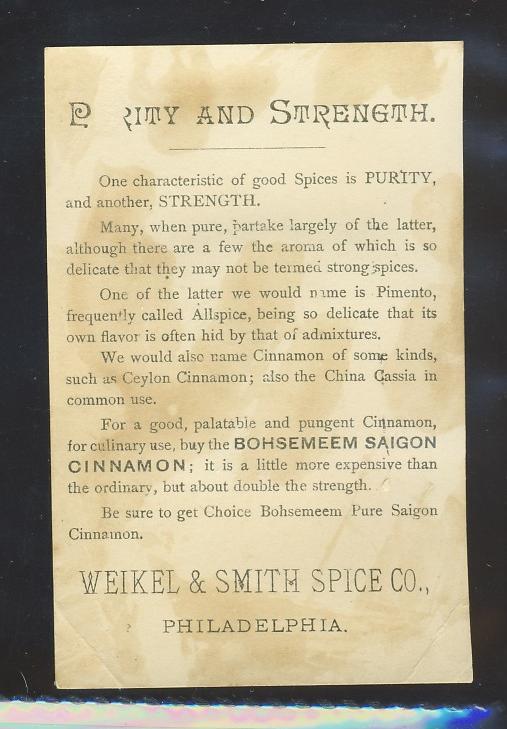 P RITY AND STRENGTH.
One characteristic of good Spices is PURITY,
and another, STRENGTH.
Many, when pure, partake largely of the latter,
although there are a few the aroma of which is so
delicate that they may not be termed strong spices.
One of the latter we would name is Pimento,
frequently called Allspice, being so delicate that its
own flavor is often hid by that of admixtures.
We would also name Cinnamon of some kinds,
such as Ceylon Cinnamon; also the China Cassia in
common use.
For a good, palatable and pungent Cinnamon,
for culinary use, buy the BOHSEMEEM SAIGON
CINNAMON; it is a little more expensive than
the ordinary, but about double the strength.
Be sure to get Choice Bohsemeem Pure Saigon
Cinnamon.
WEIKEL & SMITH SPICE CO.,
PHILADELPHIA.